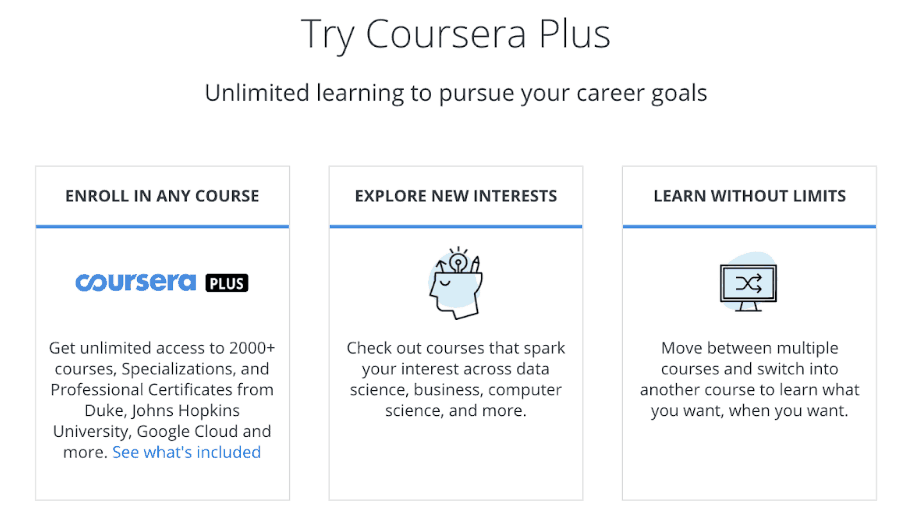 Try Coursera Plus
Unlimited learning to pursue your career goals
ENROLL IN ANY COURSE
coursera PLUS
Get unlimited access to 2000+
courses, Specializations, and
Professional Certificates from
Duke, Johns Hopkins
University, Google Cloud and
more. See what's included
EXPLORE NEW INTERESTS
Check out courses that spark
your interest across data
science, business, computer
science, and more.
LEARN WITHOUT LIMITS
Move between multiple
courses and switch into
another course to learn what
you want, when you want.